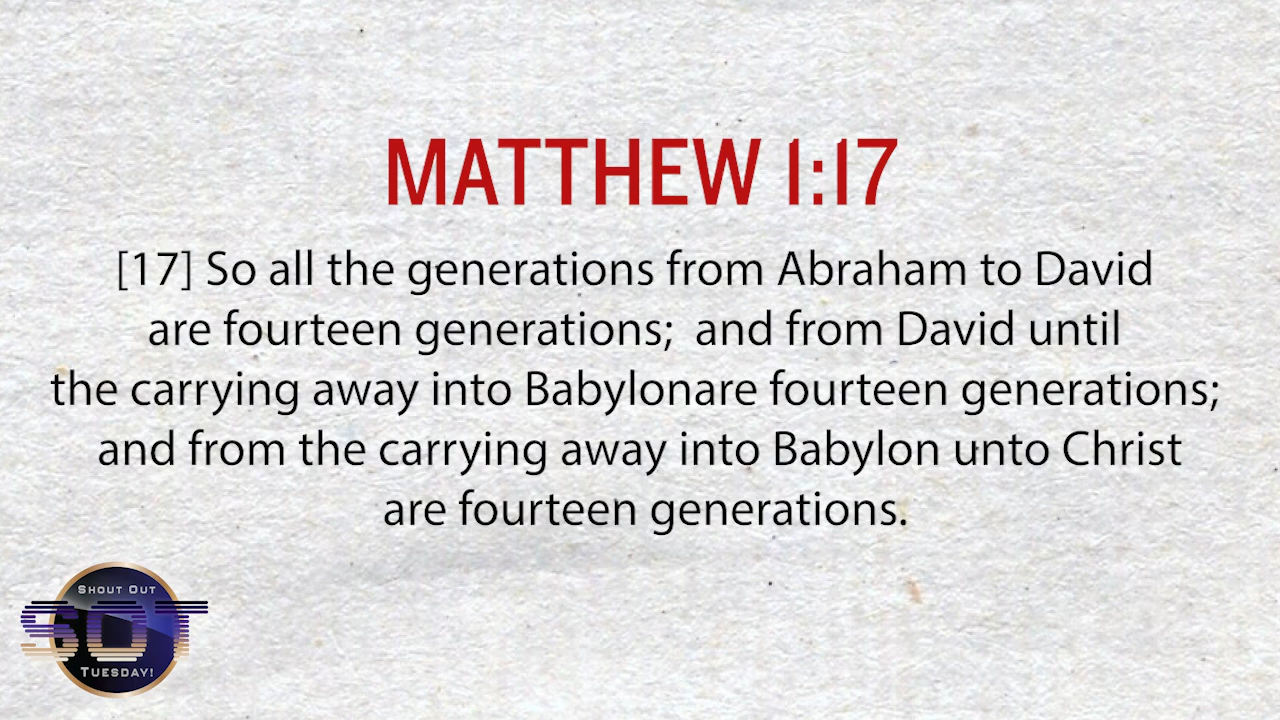 MATTHEW 1:17
[17] So all the generations from Abraham to David
are fourteen generations;  and from David until
the carrying away into Babylonare fourteen generations;
and from the carrying away into Babylon unto Christ
are fourteen generations.
SHOUT OUT
SOT
TUESDAY!